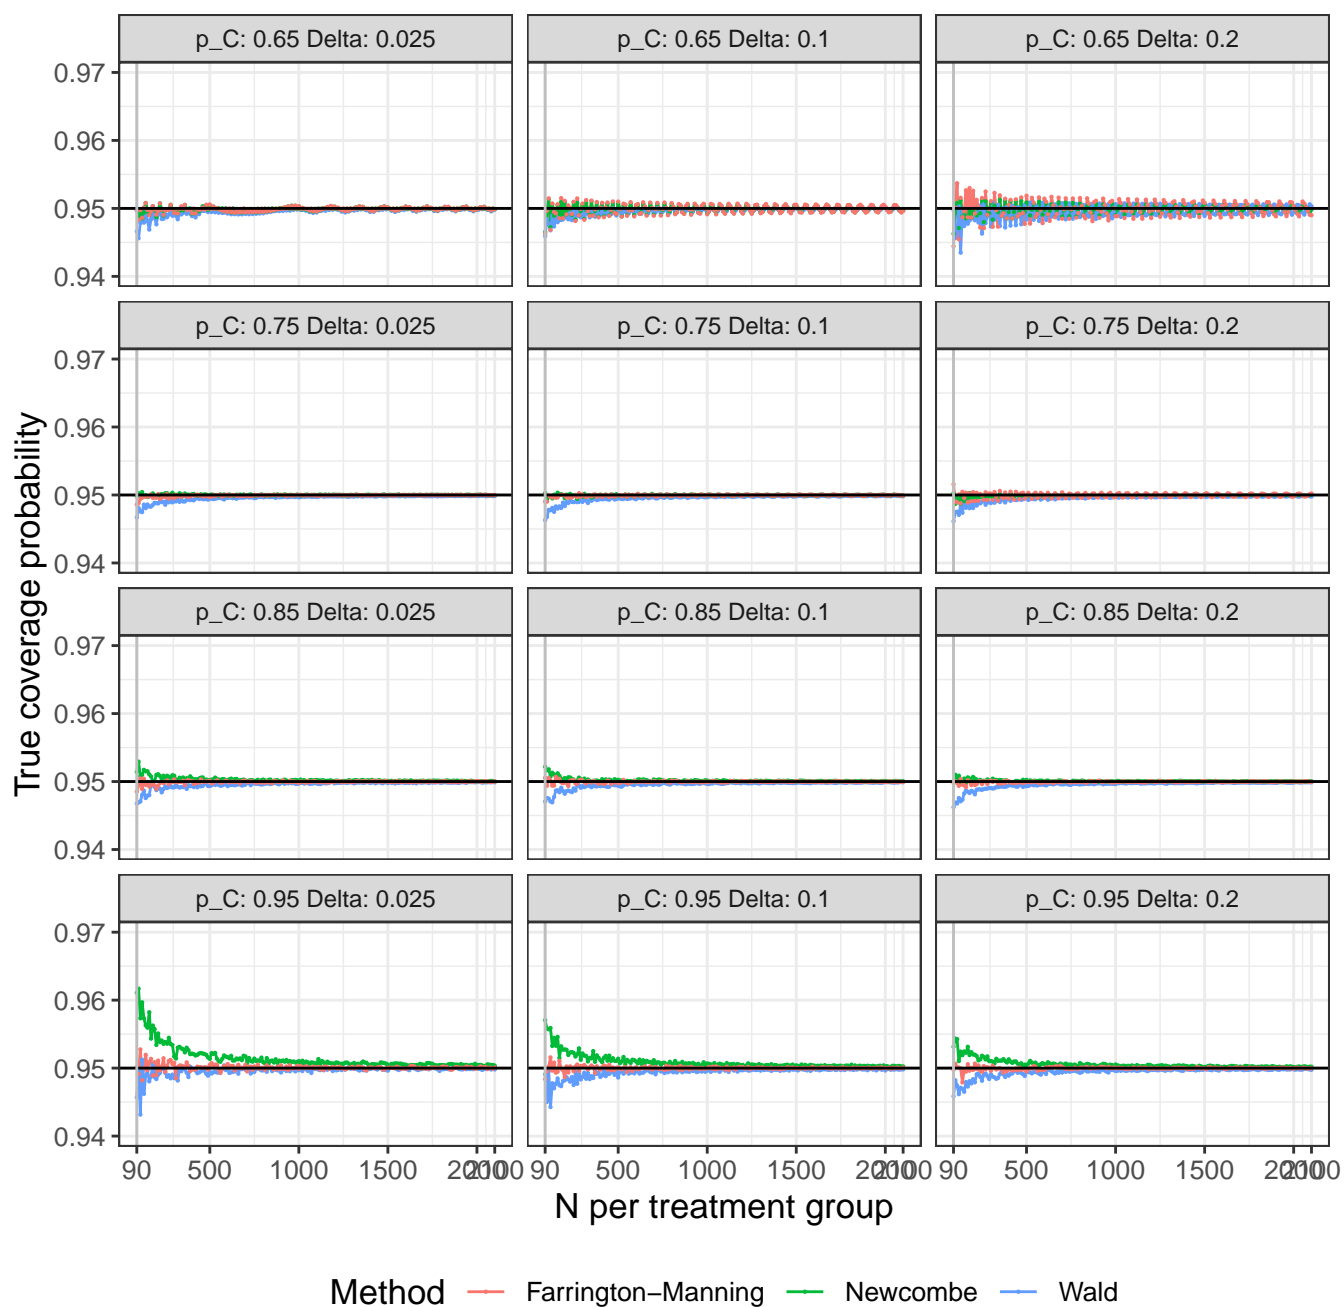 p_C: 0.65 Delta: 0.025
p_C: 0.65 Delta: 0.1
p_C: 0.65 Delta: 0.2
0.97
0.96
0.95
0.94
p_C: 0.75 Delta: 0.025
p_C: 0.75 Delta: 0.1
p_C: 0.75 Delta: 0.2
0.97
0.96
0.95
0.94
True coverage probability
p_C: 0.85 Delta: 0.025
p_C: 0.85 Delta: 0.1
p_C: 0.85 Delta: 0.2
0.97
0.96
0.95
0.94
p_C: 0.95 Delta: 0.025
p_C: 0.95 Delta: 0.1
p_C: 0.95 Delta: 0.2
0.97
0.96
0.95
0.94
90 500 1000 1500 2000 2100
90 500 1000 1500 2000 2100
90 500 1000 1500 2000 2100
N per treatment group
Method Farrington−Manning Newcombe Wald